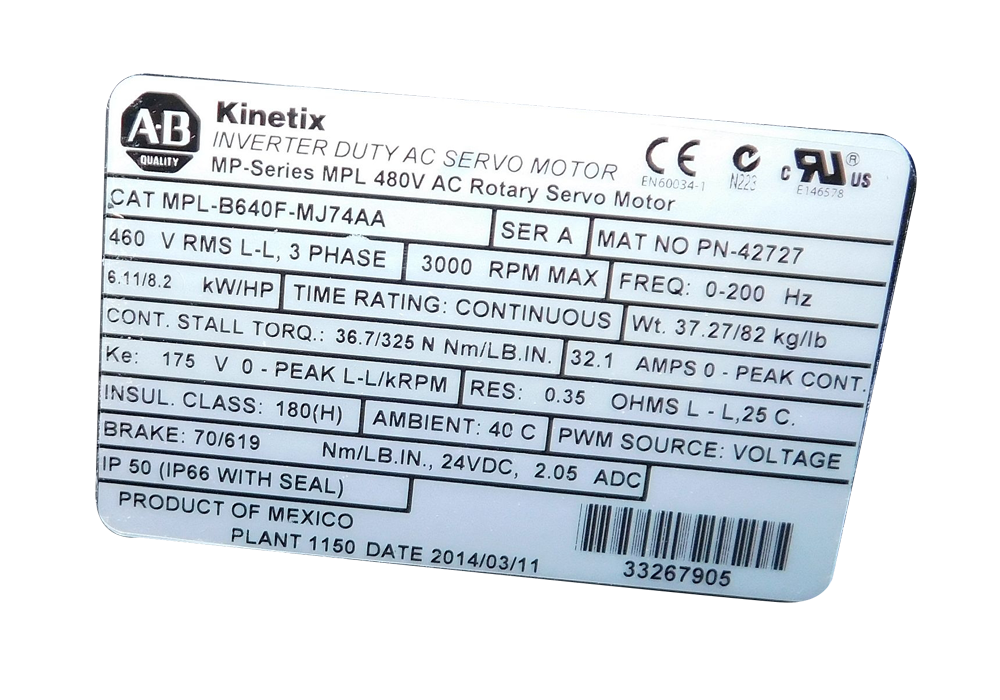 A-B
QUALITY
Kinetix
INVERTER DUTY AC SERVO MOTOR
MP-Series MPL 480V AC Rotary Servo Motor
CE
EN60034-1
N223
c RU ® US
E146578
CAT MPL-B640F-MJ74AA SER A MAT NO PN-42727
460 V RMS L-L, 3 PHASE 3000 RPM MAX FREQ: 0-200 Hz
6.11/8.2 kW/HP TIME RATING: CONTINUOUS Wt. 37.27/82 kg/lb
CONT. STALL TORQ.: 36.7/325 N Nm/LB.IN. 32.1 AMPS 0 - PEAK CONT.
Ke: 175 V 0 - PEAK L-L/kRPM RES: 0.35 OHMS L - L,25 C.
INSUL. CLASS: 180(H) AMBIENT: 40 C PWM SOURCE: VOLTAGE
BRAKE: 70/619 Nm/LB.IN., 24VDC, 2.05 ADC
IP 50 (IP66 WITH SEAL)
PRODUCT OF MEXICO
PLANT 1150 DATE 2014/03/11
33267905